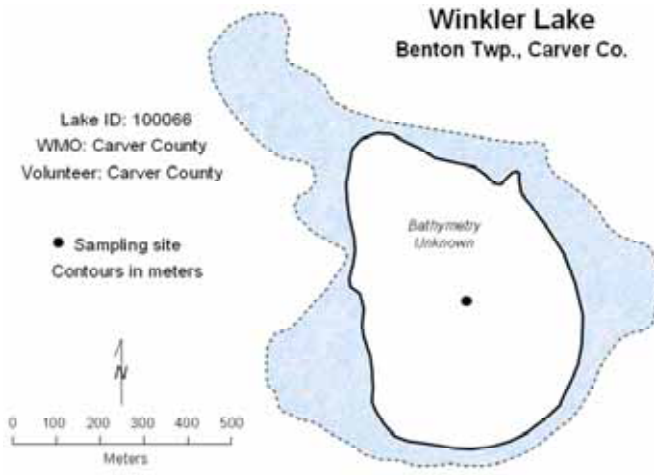 Winkler Lake
Benton Twp., Carver Co.
Lake ID: 100066
WMO: Carver County
Volunteer: Carver County
Bathymetry
Unknown
Sampling site
Contours in meters
N
0 100 200 300 400 500
Meters